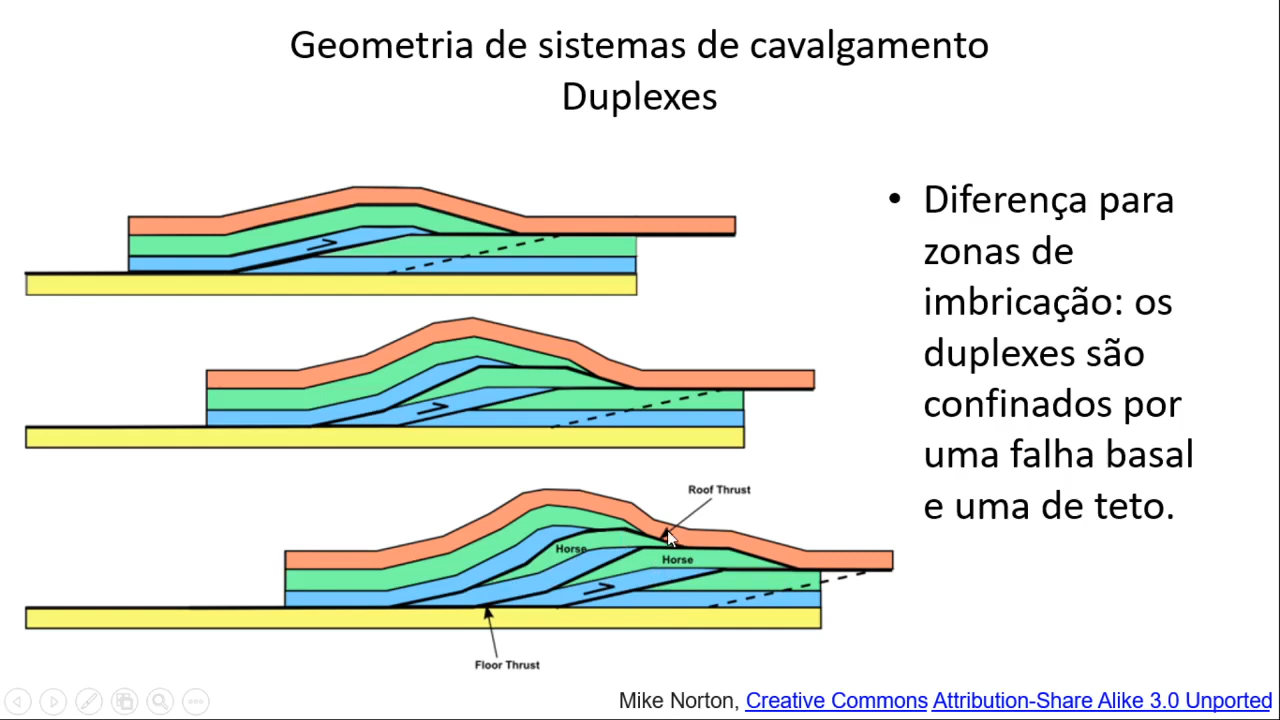 Geometria de sistemas de cavalgamento
Duplexes
• Diferença para
zonas de
imbricação: os
duplexes são
confinados por
uma falha basal
e uma de teto.
Roof Thrust
Horse
Horse
Floor Thrust
Mike Norton, Creative Commons Attribution-Share Alike 3.0 Unported